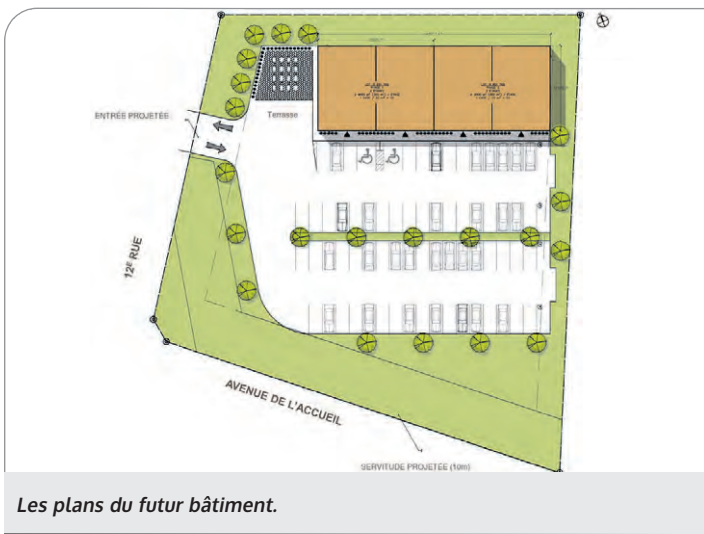 ENTRÉE PROJETÉE
Terrasse
12E RUE
AVENUE DE L'ACCUEIL
SERVITUDE PROJETÉE (10m)
Les plans du futur bâtiment.